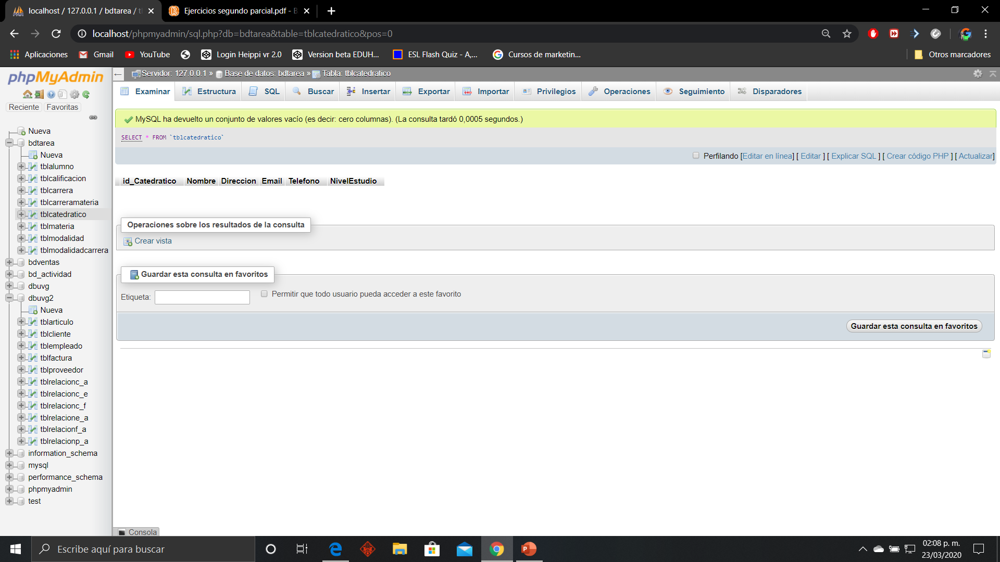 localhost / 127.0.0.1 / bdtarea / t
Ejercicios segundo parcial.pdf - B
localhost/phpmyadmin/sql.php?db=bdtarea&table=tblcatedratico&pos=0
Aplicaciones
Gmail
YouTube
Login Heippi vr 2.0
Version beta EDUH...
ESL Flash Quiz - A,...
Cursos de marketin...
Otros marcadores
phpMyAdmin
Reciente
Favoritas
Nueva
bdtarea
Nueva
tblalumno
tblcalificacion
tblcarrera
tblcarreramateria
tblcatedratico
tblmateria
tblmodalidad
tblmodalidadcarrera
bdventas
bd_actividad
dbuvg
dbuvg2
Nueva
tblarticulo
tblcliente
tblempleado
tblfactura
tblproveedor
tblrelacionc_a
tblrelacionc_e
tblrelacionc_f
tblrelacione_a
tblrelacionf_a
tblrelacionp_a
information_schema
mysql
performance_schema
phpmyadmin
test
Servidor: 127.0.0.1 » Base de datos: bdtarea » Tabla: tblcatedratico
Examinar
Estructura
SQL
Buscar
Insertar
Exportar
Importar
Privilegios
Operaciones
Seguimiento
Disparadores
MySQL ha devuelto un conjunto de valores vacío (es decir: cero columnas). (La consulta tardó 0,0005 segundos.)
SELECT * FROM `tblcatedratico`
Perfilando [Editar en línea] [ Editar ] [ Explicar SQL ] [ Crear código PHP ] [ Actualizar]
id_Catedratico Nombre Direccion Email Telefono NivelEstudio
Operaciones sobre los resultados de la consulta
Crear vista
Guardar esta consulta en favoritos
Etiqueta:
Permitir que todo usuario pueda acceder a este favorito
Guardar esta consulta en favoritos
Consola
Escribe aquí para buscar
02:08 p. m.
23/03/2020